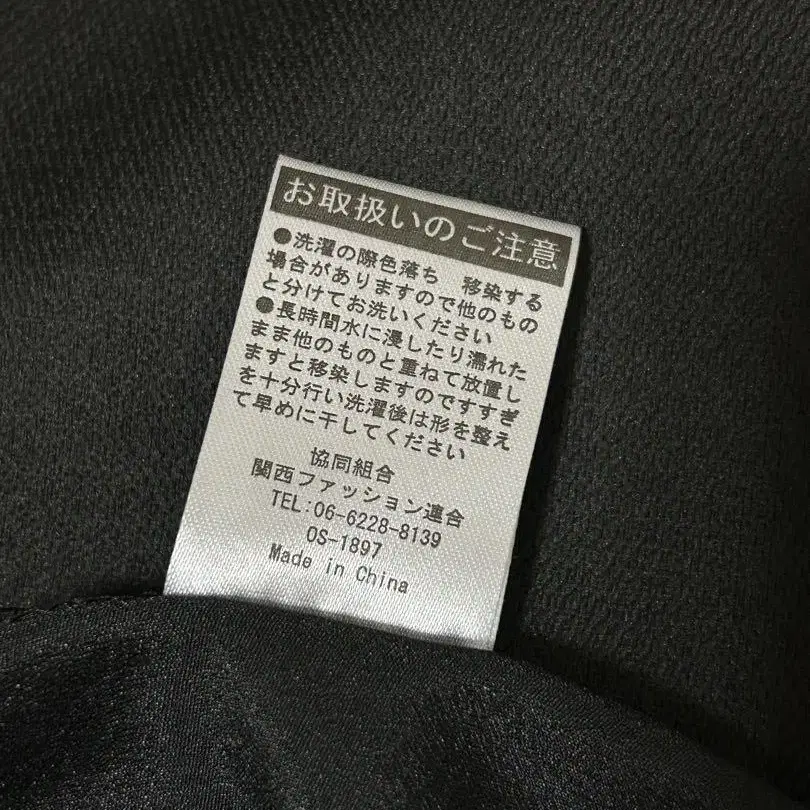 お取扱いのご注意
●洗濯の際色落ち 移染する
場合がありますので他のもの
と分けてお洗いください
●長時間水に浸したり濡れた
まま他のものと重ねて放置し
ますと移染しますのですすぎ
を十分行い洗濯後は形を整え
て早めに干してください
協同組合
関西ファッション連合
TEL:06-6228-8139
OS-1897
Made in China